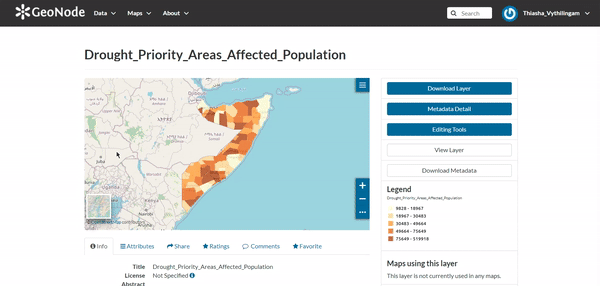 GeoNode Data Maps About Search Thiasha_Vythilingam
Drought_Priority_Areas_Affected_Population
Download Layer
Metadata Detail
Editing Tools
View Layer
Download Metadata
Legend
Drought_Priority_Areas_Affected_Population
9828 - 18967
18967 - 30483
30483 - 49664
49664 - 75649
75649 - 519918
Info Attributes Share Ratings Comments Favorite
Title Drought_Priority_Areas_Affected_Population
License Not Specified
Abstract
Maps using this layer
This layer is not currently used in any maps.